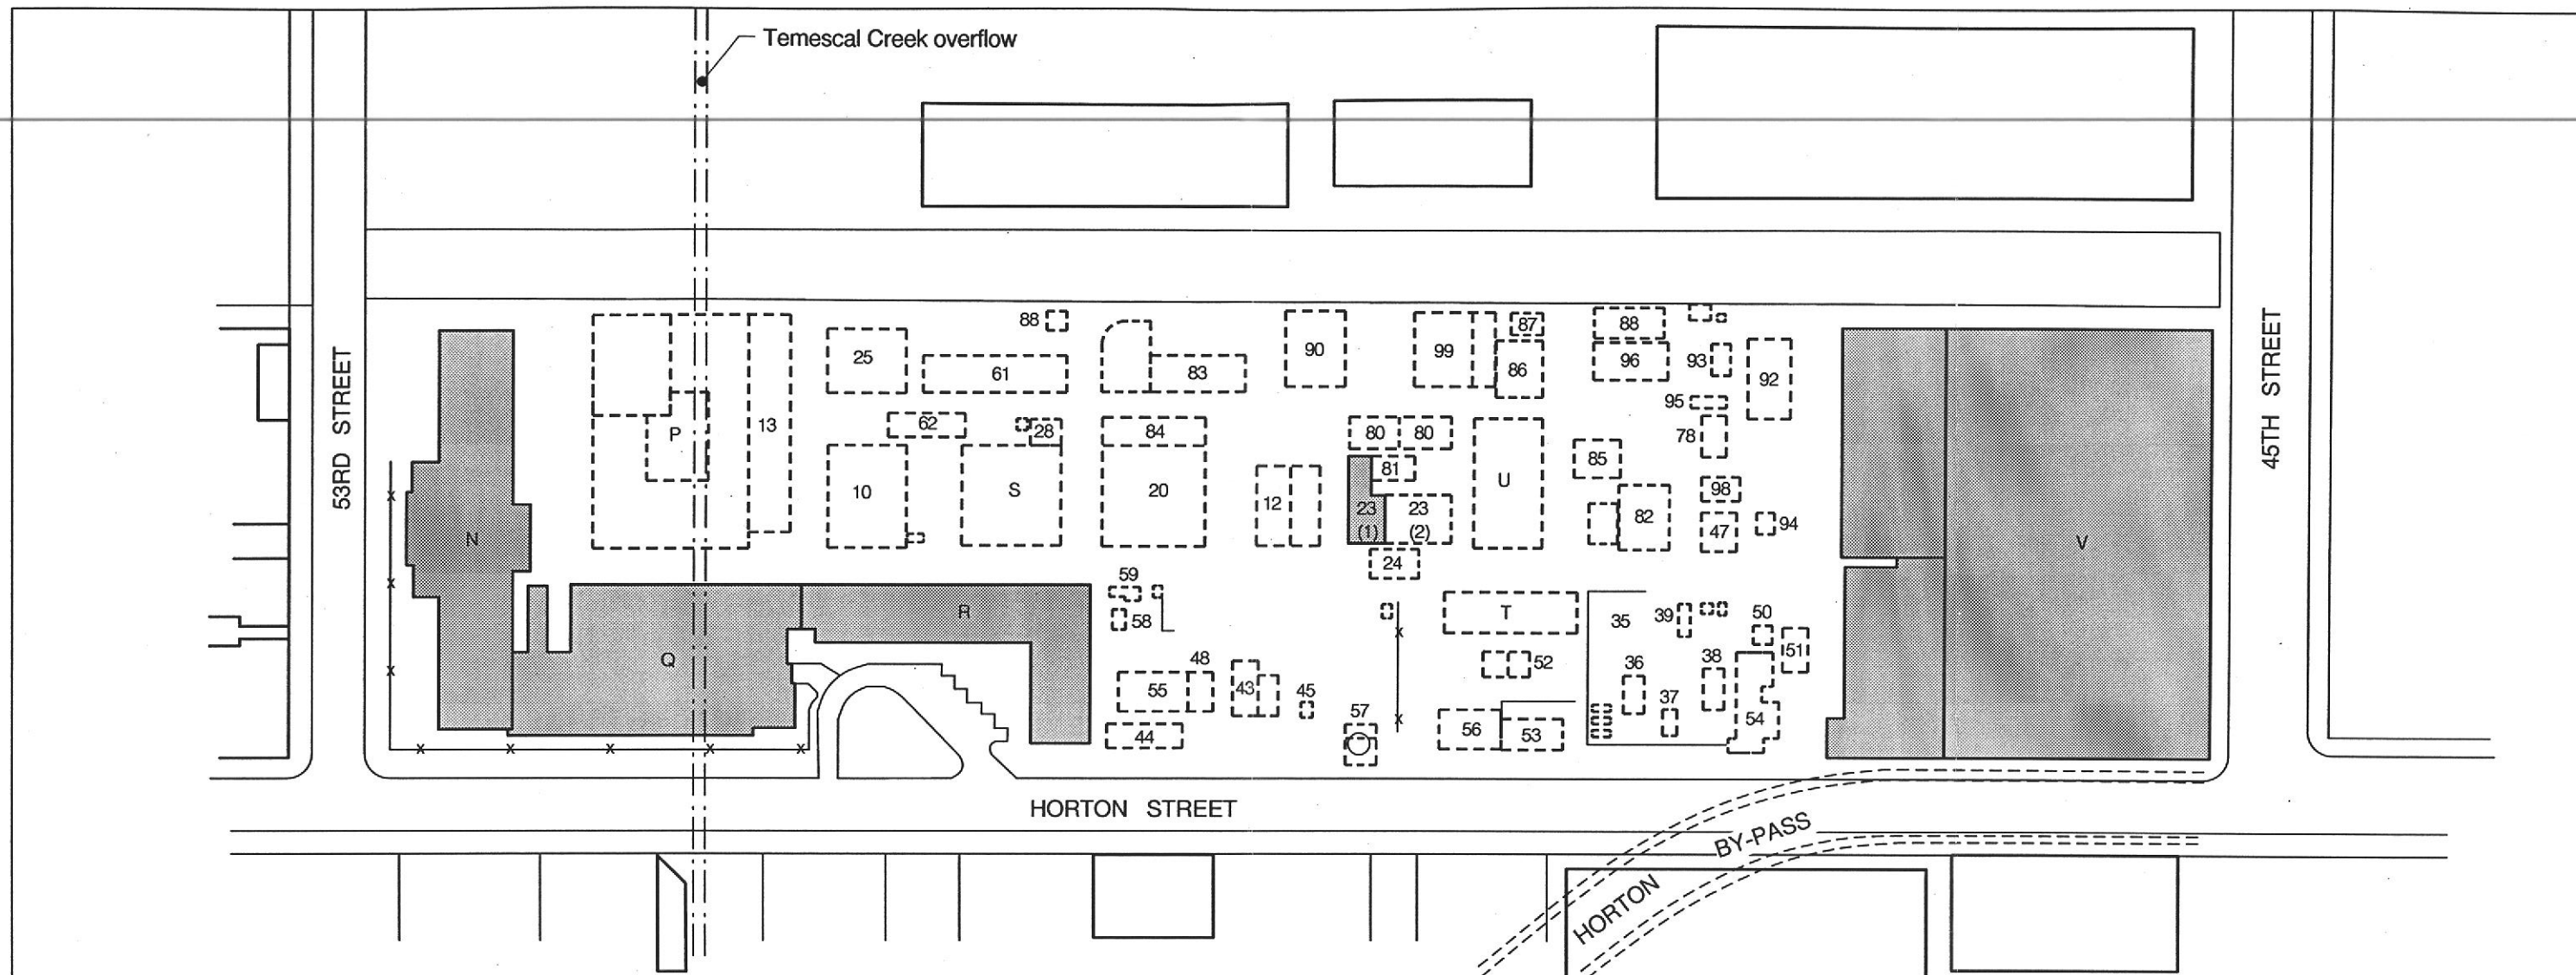 Temescal Creek overflow
53RD STREET
45TH STREET
88
87
88
25
61
83
90
99
86
96
93
92
P
13
62
28
84
80
80
95
78
10
S
20
12
81
23
(1)
23
(2)
U
85
82
98
47
94
N
V
24
59
58
R
Q
T
35
39
50
51
48
55
43
45
52
36
38
37
54
44
57
56
53
x
x
x
x
x
x
x
x
x
x
HORTON STREET
HORTON BY-PASS